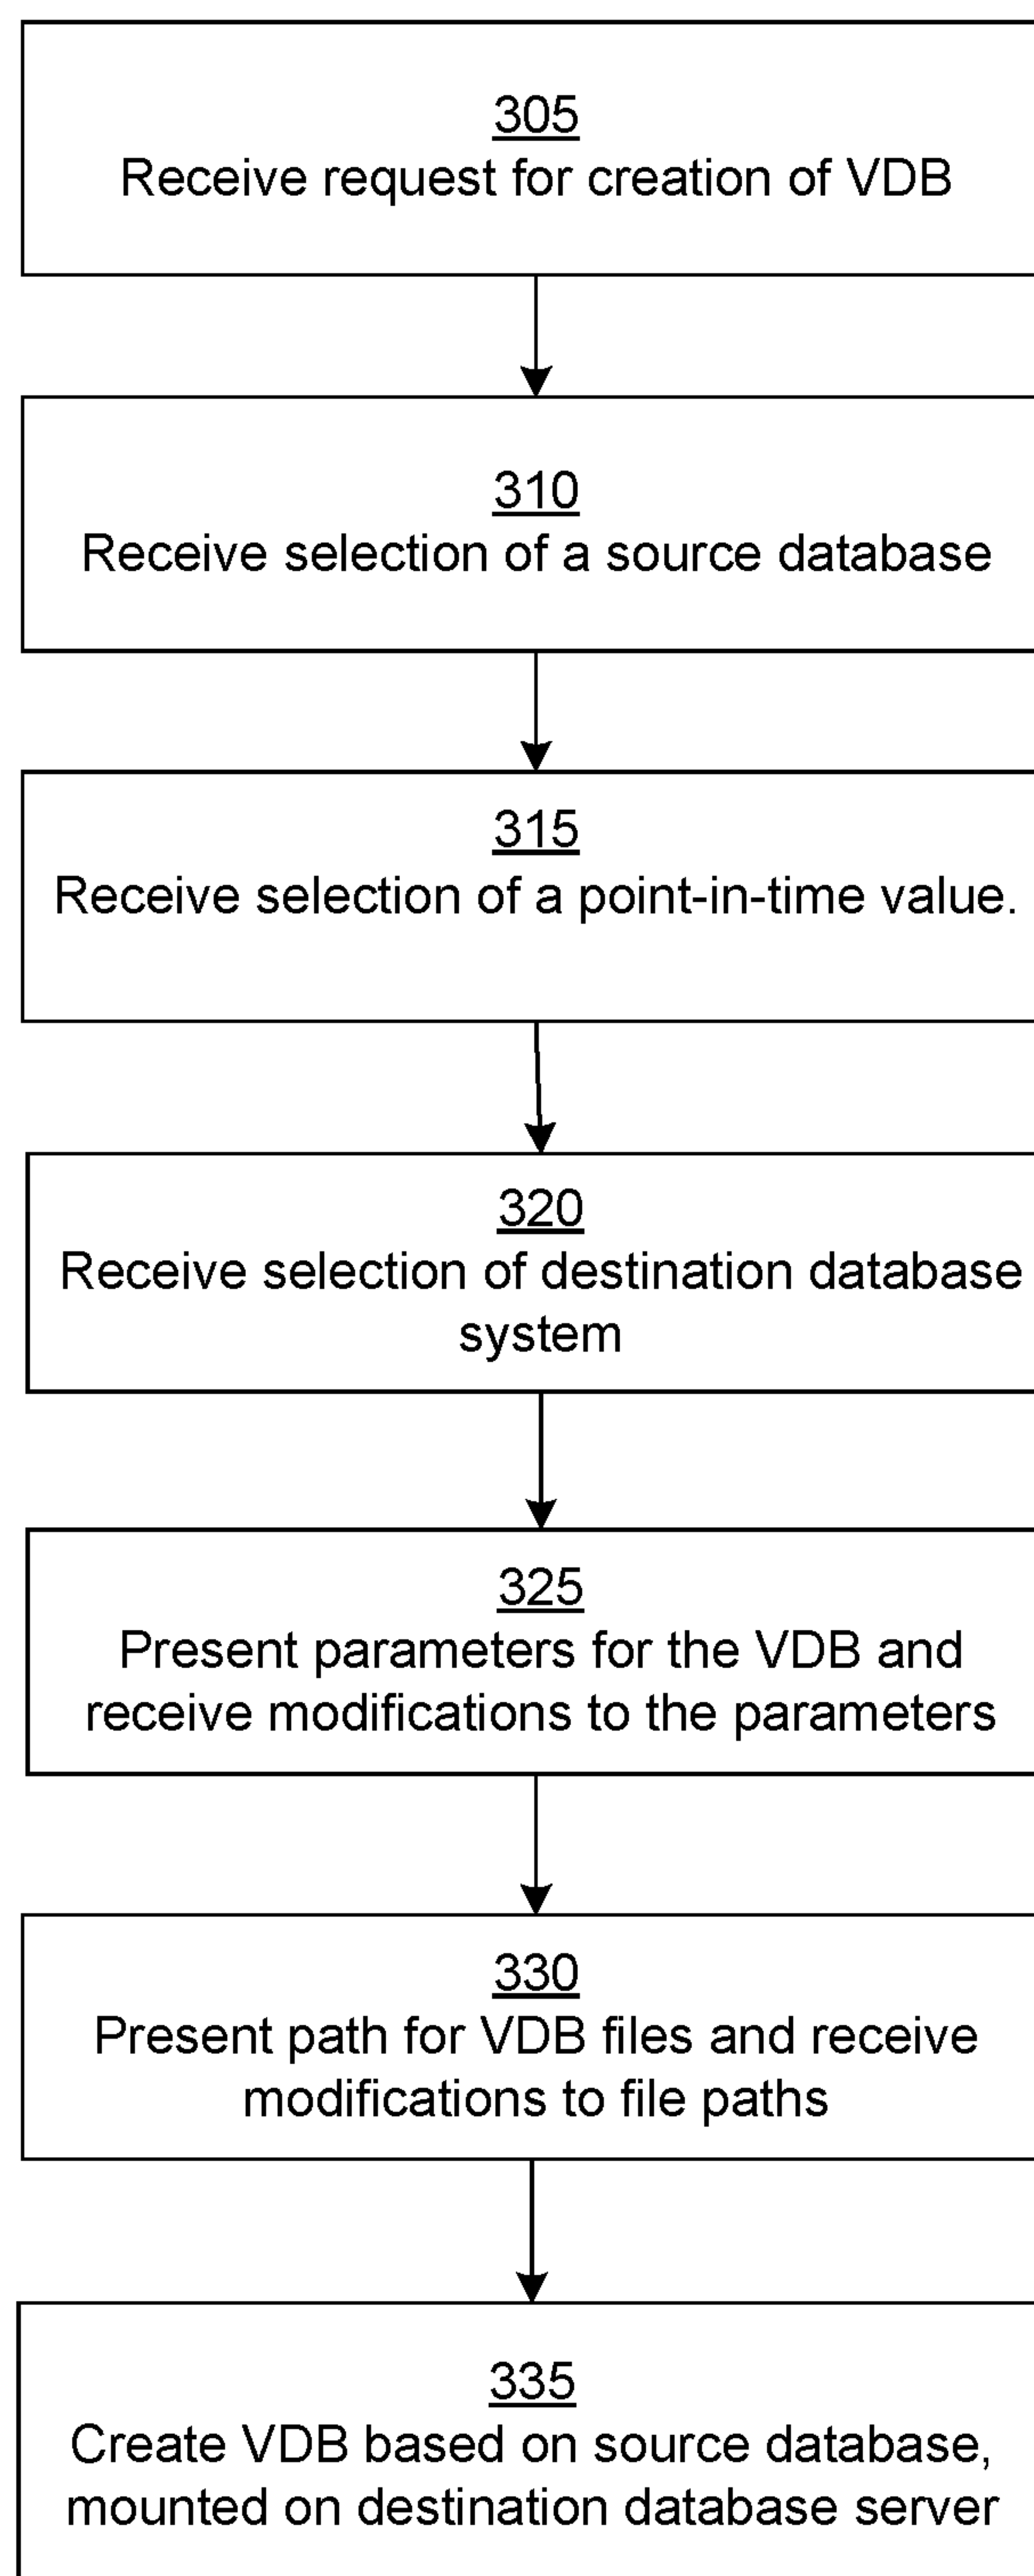 305
Receive request for creation of VDB
310
Receive selection of a source database
315
Receive selection of a point-in-time value.
320
Receive selection of destination database
system
325
Present parameters for the VDB and
receive modifications to the parameters
330
Present path for VDB files and receive
modifications to file paths
335
Create VDB based on source database,
mounted on destination database server